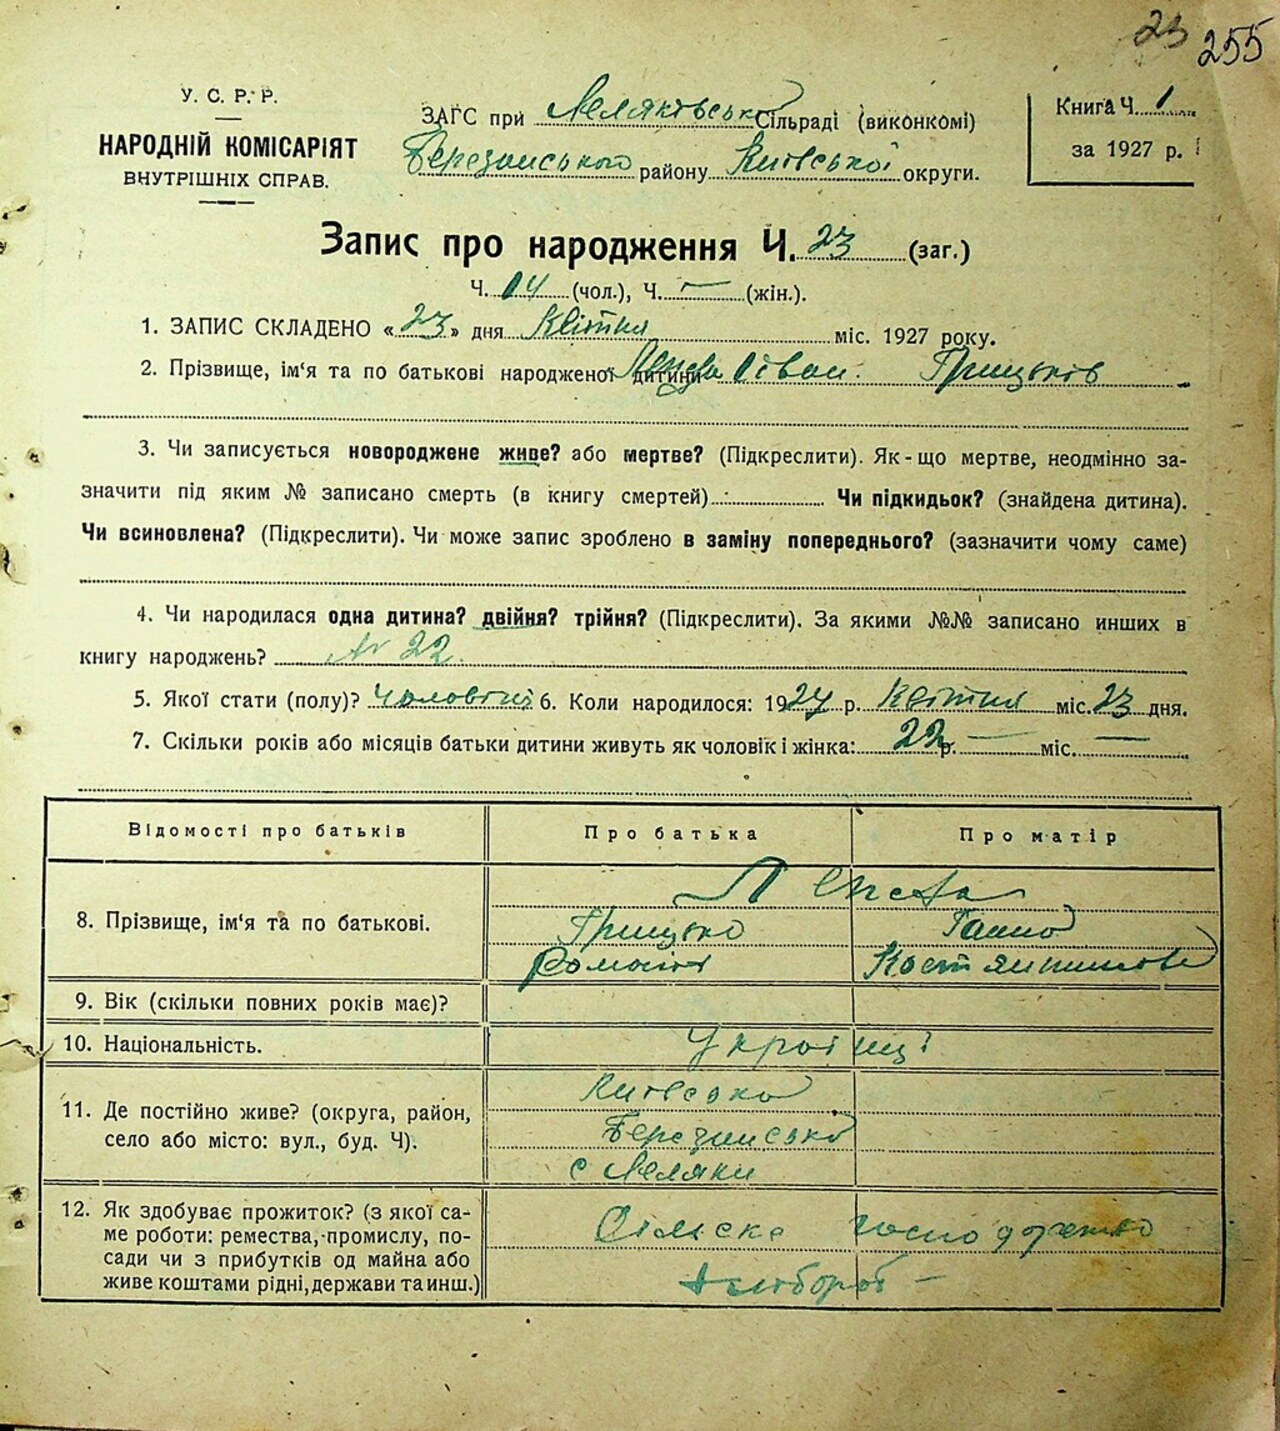 23 255
У. С. Р. Р.
НАРОДНІЙ КОМІСАРІЯТ
ВНУТРІШНІХ СПРАВ.
ЗАГС при Леляківській Сільраді (виконкомі)
Березанського району Київської округи.
Книга Ч. 1
за 1927 р.
Запис про народження Ч. 23 (заг.)
Ч. 14 (чол.), Ч. — (жін.).
1. ЗАПИС СКЛАДЕНО «23» дня Квітня міс. 1927 року.
2. Прізвище, ім‘я та по батькові народженої дитини Іван Грицьків
3. Чи записується новороджене живе? або мертве? (Підкреслити). Як-що мертве, неодмінно за-
значити під яким № записано смерть (в книгу смертей) Чи підкидьок? (знайдена дитина).
Чи всиновлена? (Підкреслити). Чи може запис зроблено в заміну попереднього? (зазначити чому саме)
4. Чи народилася одна дитина? двійня? трійня? (Підкреслити). За якими №№ записано инших в
книгу народжень? № 22.
5. Якої стати (полу)? Чоловічий 6. Коли народилося: 1927 р. Квітня міс. 23 дня.
7. Скільки років або місяців батьки дитини живуть як чоловік і жінка: 22 р. — міс. —
Відомості про батьків Про батька Про матір
8. Прізвище, ім‘я та по батькові.
Грицько Ганна
Роман Костянтинова
9. Вік (скільки повних років має)?
10. Національність. Українці
11. Де постійно живе? (округа, район,
село або місто: вул., буд. Ч).
Київська
Березанський
с Леляки
12. Як здобуває прожиток? (з якої са-
ме роботи: ремества, промислу, по-
сади чи з прибутків од майна або
живе коштами рідні, держави та инш.)
Сільське господарство
хлібороб —